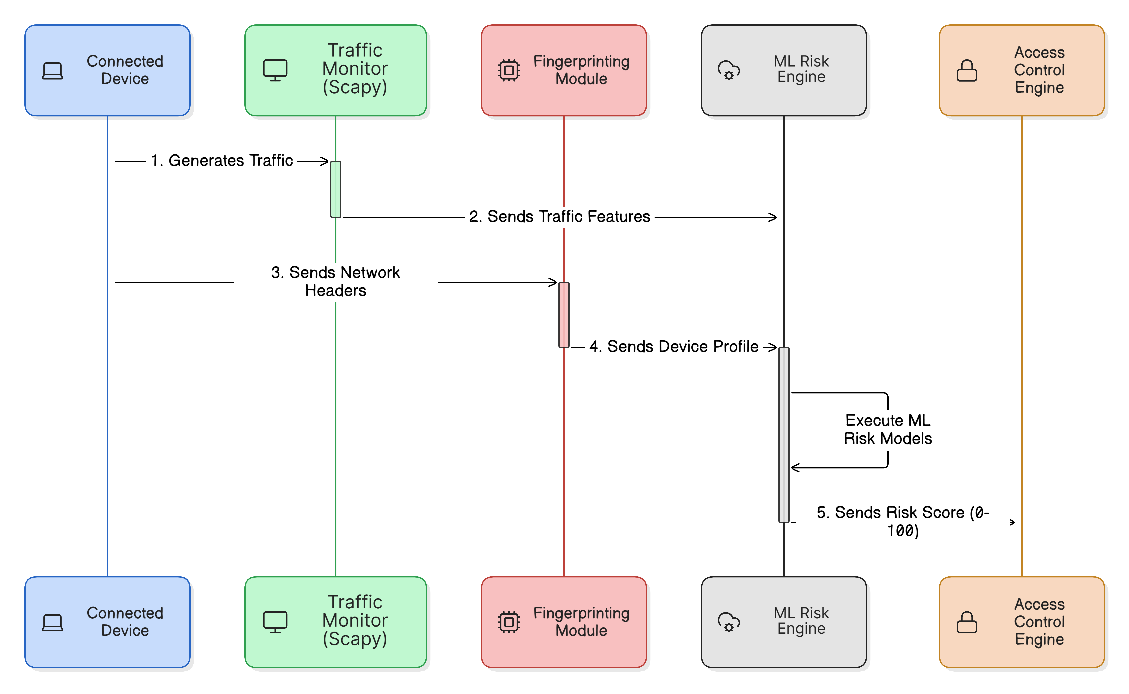 Connected
Device
Traffic
Monitor
(Scapy)
Fingerprinting
Module
ML Risk
Engine
Access
Control
Engine
1. Generates Traffic
2. Sends Traffic Features
3. Sends Network
Headers
4. Sends Device Profile
Execute ML
Risk Models
5. Sends Risk Score (0-
100)
Connected
Device
Traffic
Monitor
(Scapy)
Fingerprinting
Module
ML Risk
Engine
Access
Control
Engine